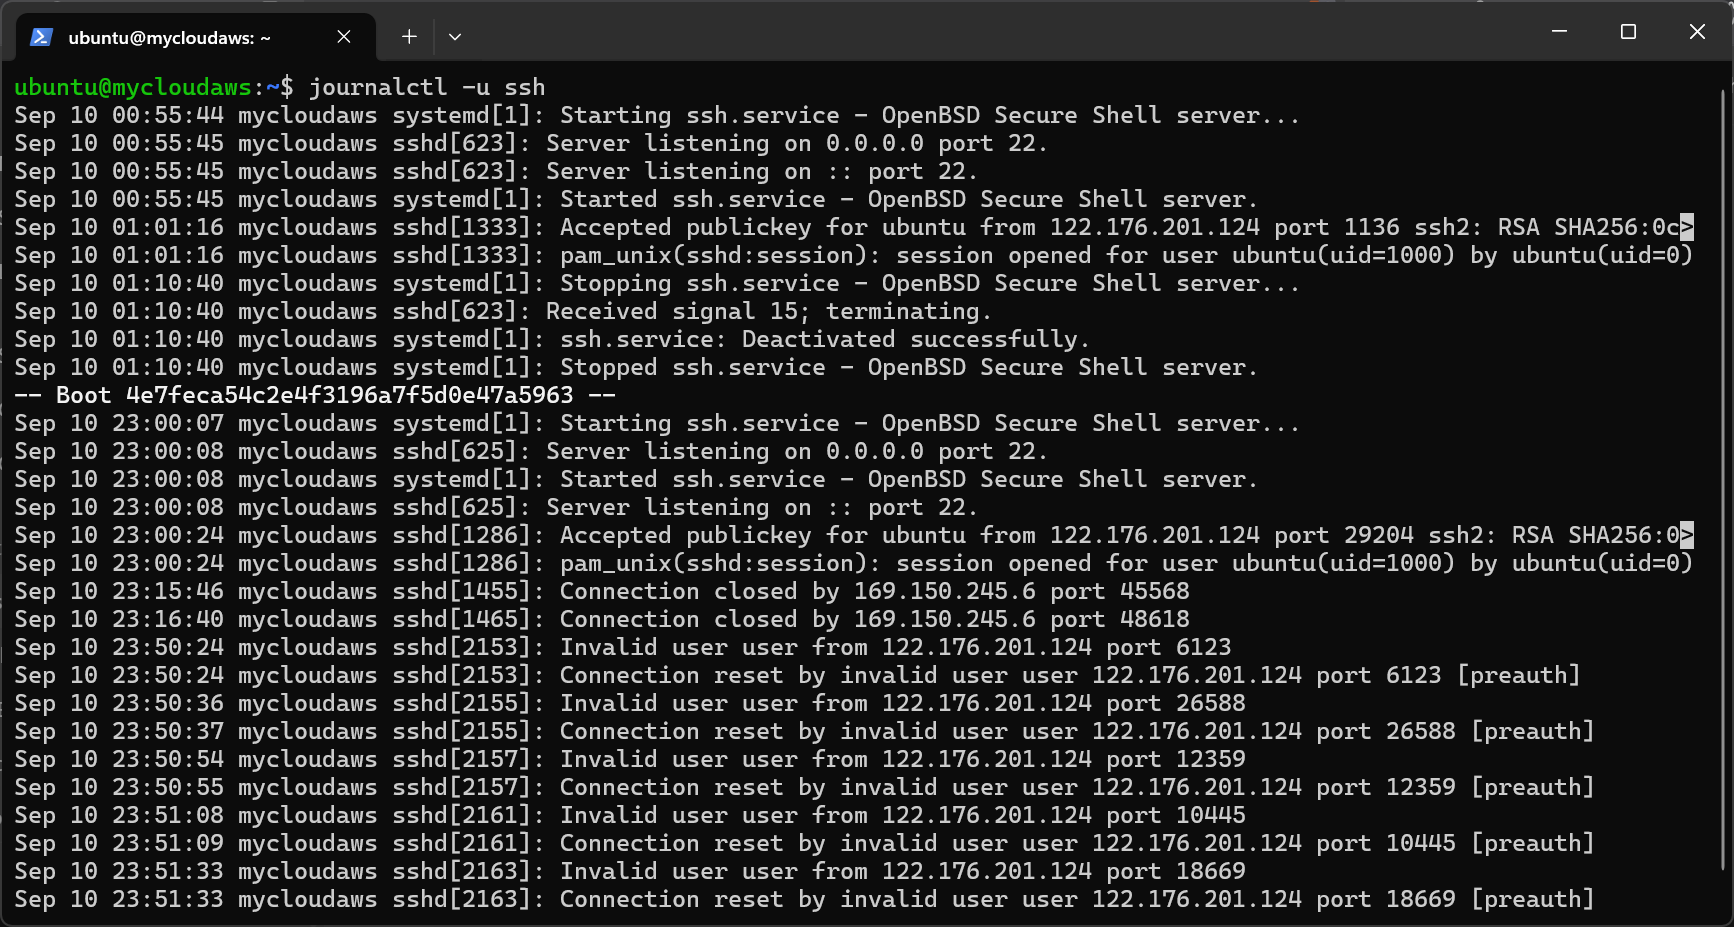 ubuntu@mycloudaws: ~
ubuntu@mycloudaws:~$ journalctl -u ssh
Sep 10 00:55:44 mycloudaws systemd[1]: Starting ssh.service - OpenBSD Secure Shell server...
Sep 10 00:55:45 mycloudaws sshd[623]: Server listening on 0.0.0.0 port 22.
Sep 10 00:55:45 mycloudaws sshd[623]: Server listening on :: port 22.
Sep 10 00:55:45 mycloudaws systemd[1]: Started ssh.service - OpenBSD Secure Shell server.
Sep 10 01:01:16 mycloudaws sshd[1333]: Accepted publickey for ubuntu from 122.176.201.124 port 1136 ssh2: RSA SHA256:0c>
Sep 10 01:01:16 mycloudaws sshd[1333]: pam_unix(sshd:session): session opened for user ubuntu(uid=1000) by ubuntu(uid=0)
Sep 10 01:10:40 mycloudaws systemd[1]: Stopping ssh.service - OpenBSD Secure Shell server...
Sep 10 01:10:40 mycloudaws sshd[623]: Received signal 15; terminating.
Sep 10 01:10:40 mycloudaws systemd[1]: ssh.service: Deactivated successfully.
Sep 10 01:10:40 mycloudaws systemd[1]: Stopped ssh.service - OpenBSD Secure Shell server.
-- Boot 4e7feca54c2e4f3196a7f5d0e47a5963 --
Sep 10 23:00:07 mycloudaws systemd[1]: Starting ssh.service - OpenBSD Secure Shell server...
Sep 10 23:00:08 mycloudaws sshd[625]: Server listening on 0.0.0.0 port 22.
Sep 10 23:00:08 mycloudaws systemd[1]: Started ssh.service - OpenBSD Secure Shell server.
Sep 10 23:00:08 mycloudaws sshd[625]: Server listening on :: port 22.
Sep 10 23:00:24 mycloudaws sshd[1286]: Accepted publickey for ubuntu from 122.176.201.124 port 29204 ssh2: RSA SHA256:0>
Sep 10 23:00:24 mycloudaws sshd[1286]: pam_unix(sshd:session): session opened for user ubuntu(uid=1000) by ubuntu(uid=0)
Sep 10 23:15:46 mycloudaws sshd[1455]: Connection closed by 169.150.245.6 port 45568
Sep 10 23:16:40 mycloudaws sshd[1465]: Connection closed by 169.150.245.6 port 48618
Sep 10 23:50:24 mycloudaws sshd[2153]: Invalid user user from 122.176.201.124 port 6123
Sep 10 23:50:24 mycloudaws sshd[2153]: Connection reset by invalid user user 122.176.201.124 port 6123 [preauth]
Sep 10 23:50:36 mycloudaws sshd[2155]: Invalid user user from 122.176.201.124 port 26588
Sep 10 23:50:37 mycloudaws sshd[2155]: Connection reset by invalid user user 122.176.201.124 port 26588 [preauth]
Sep 10 23:50:54 mycloudaws sshd[2157]: Invalid user user from 122.176.201.124 port 12359
Sep 10 23:50:55 mycloudaws sshd[2157]: Connection reset by invalid user user 122.176.201.124 port 12359 [preauth]
Sep 10 23:51:08 mycloudaws sshd[2161]: Invalid user user from 122.176.201.124 port 10445
Sep 10 23:51:09 mycloudaws sshd[2161]: Connection reset by invalid user user 122.176.201.124 port 10445 [preauth]
Sep 10 23:51:33 mycloudaws sshd[2163]: Invalid user user from 122.176.201.124 port 18669
Sep 10 23:51:33 mycloudaws sshd[2163]: Connection reset by invalid user user 122.176.201.124 port 18669 [preauth]